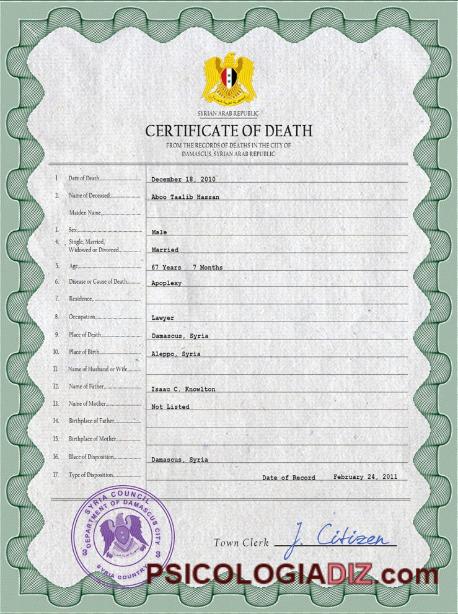 SYRIAN ARAB REPUBLIC
CERTIFICATE OF DEATH
FROM THE RECORDS OF DEATHS IN THE CITY OF
DAMASCUS, SYRIAN ARAB REPUBLIC
1. Date of Death December 18, 2010
2. Name of Deceased Aboo Taalib Hassan
Maiden Name
3. Sex Male
4. Single, Married,
Widowed or Divorced Married
5. Age 67 Years 7 Months
6. Disease or Cause of Death Apoplexy
7. Residence
8. Occupation Lawyer
9. Place of Death Damascus, Syria
10. Place of Birth Aleppo, Syria
11. Name of Husband or Wife
12. Name of Father Isaac C. Knowlton
13. Name of Mother Not Listed
14. Birthplace of Father
15. Birthplace of Mother
16. Place of Disposition Damascus, Syria
17. Type of Disposition Date of Record February 24, 2011
SYRIA COUNCIL
DEPARTMENT OF DAMASCUS CITY
SYRIA COUNTRY
Town Clerk J. Citizen
PSICOLOGIADIZ.com